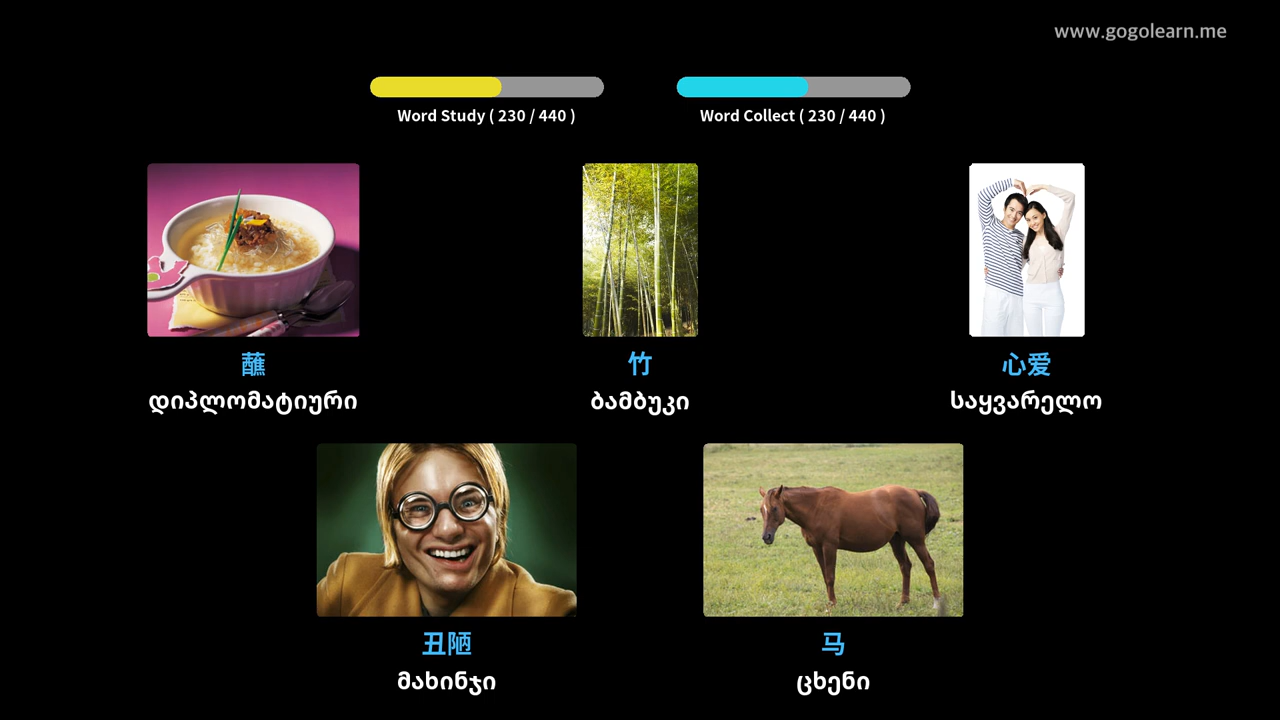 www.gogolearn.me
Word Study ( 230 / 440 )
Word Collect ( 230 / 440 )
蘸
竹
心爱
დიპლომატიური
ბამბუკი
საყვარელო
丑陋
马
მახინჯი
ცხენი